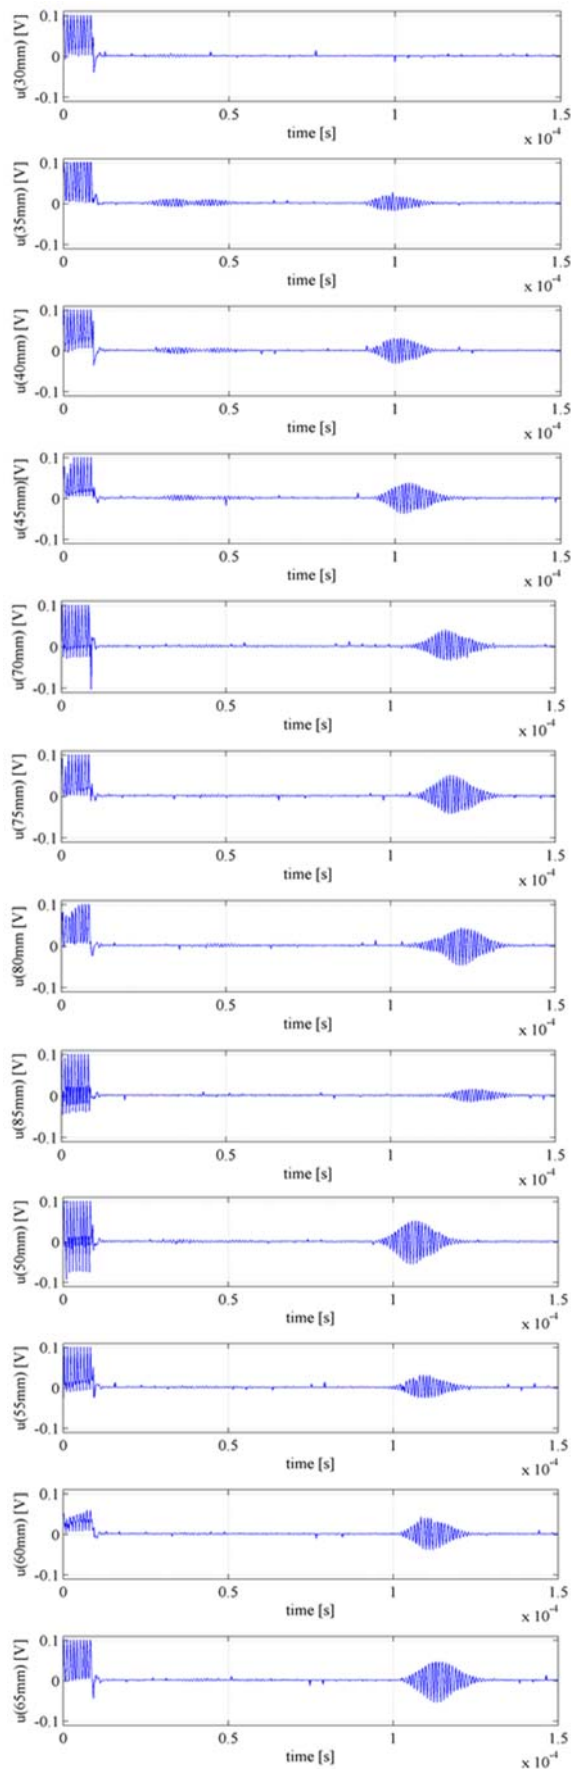 u(30mm) [V]
0.1
0
-0.1
0 0.5 1 1.5
time [s]
x 10-4
u(35mm) [V]
0.1
0
-0.1
0 0.5 1 1.5
time [s]
x 10-4
u(40mm) [V]
0.1
0
-0.1
0 0.5 1 1.5
time [s]
x 10-4
u(45mm)[V]
0.1
0
-0.1
0 0.5 1 1.5
time [s]
x 10-4
u(70mm) [V]
0.1
0
-0.1
0 0.5 1 1.5
time [s]
x 10-4
u(75mm) [V]
0.1
0
-0.1
0 0.5 1 1.5
time [s]
x 10-4
u(80mm [V]
0.1
0
-0.1
0 0.5 1 1.5
time [s]
x 10-4
u(85mm) [V]
0.1
0
-0.1
0 0.5 1 1.5
time [s]
x 10-4
u(50mm) [V]
0.1
0
-0.1
0 0.5 1 1.5
time [s]
x 10-4
u(55mm) [V]
0.1
0
-0.1
0 0.5 1 1.5
time [s]
x 10-4
u(60mm) [V]
0.1
0
-0.1
0 0.5 1 1.5
time [s]
x 10-4
u(65mm) [V]
0.1
0
-0.1
0 0.5 1 1.5
time [s]
x 10-4